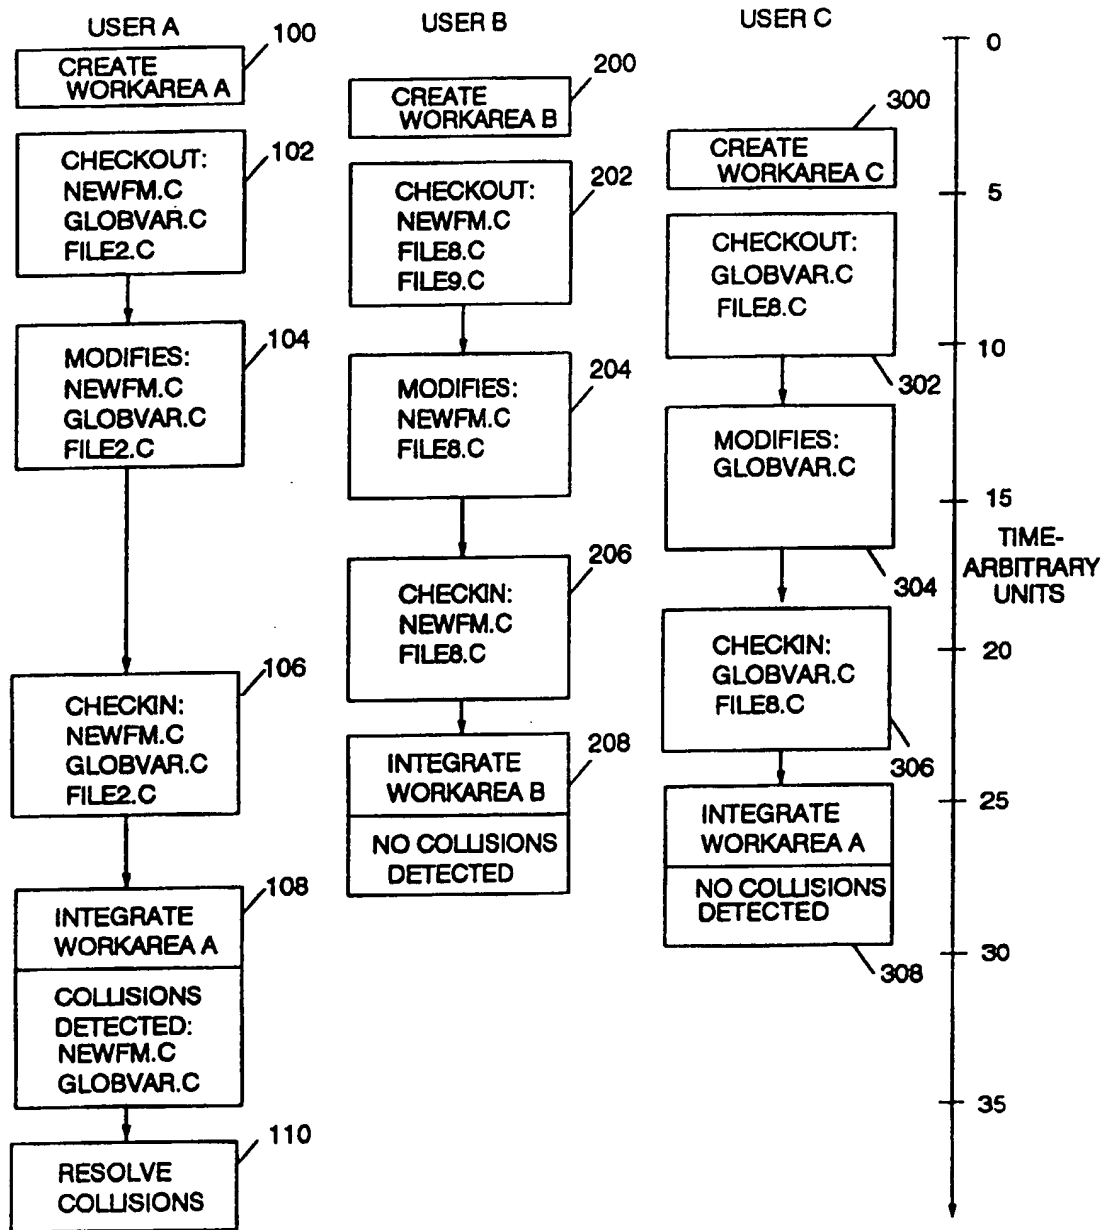 USER A
100
CREATE
WORKAREA A
102
CHECKOUT:
NEWFM.C
GLOBVAR.C
FILE2.C
104
MODIFIES:
NEWFM.C
GLOBVAR.C
FILE2.C
106
CHECKIN:
NEWFM.C
GLOBVAR.C
FILE2.C
108
INTEGRATE
WORKAREA A
COLLISIONS
DETECTED:
NEWFM.C
GLOBVAR.C
110
RESOLVE
COLLISIONS
USER B
200
CREATE
WORKAREA B
202
CHECKOUT:
NEWFM.C
FILE8.C
FILE9.C
204
MODIFIES:
NEWFM.C
FILE8.C
206
CHECKIN:
NEWFM.C
FILE8.C
208
INTEGRATE
WORKAREA B
NO COLLISIONS
DETECTED
USER C
300
CREATE
WORKAREA C
CHECKOUT:
GLOBVAR.C
FILE8.C
302
MODIFIES:
GLOBVAR.C
304
CHECKIN:
GLOBVAR.C
FILE8.C
306
INTEGRATE
WORKAREA A
NO COLLISIONS
DETECTED
308
0
5
10
15
TIME-
ARBITRARY
UNITS
20
25
30
35